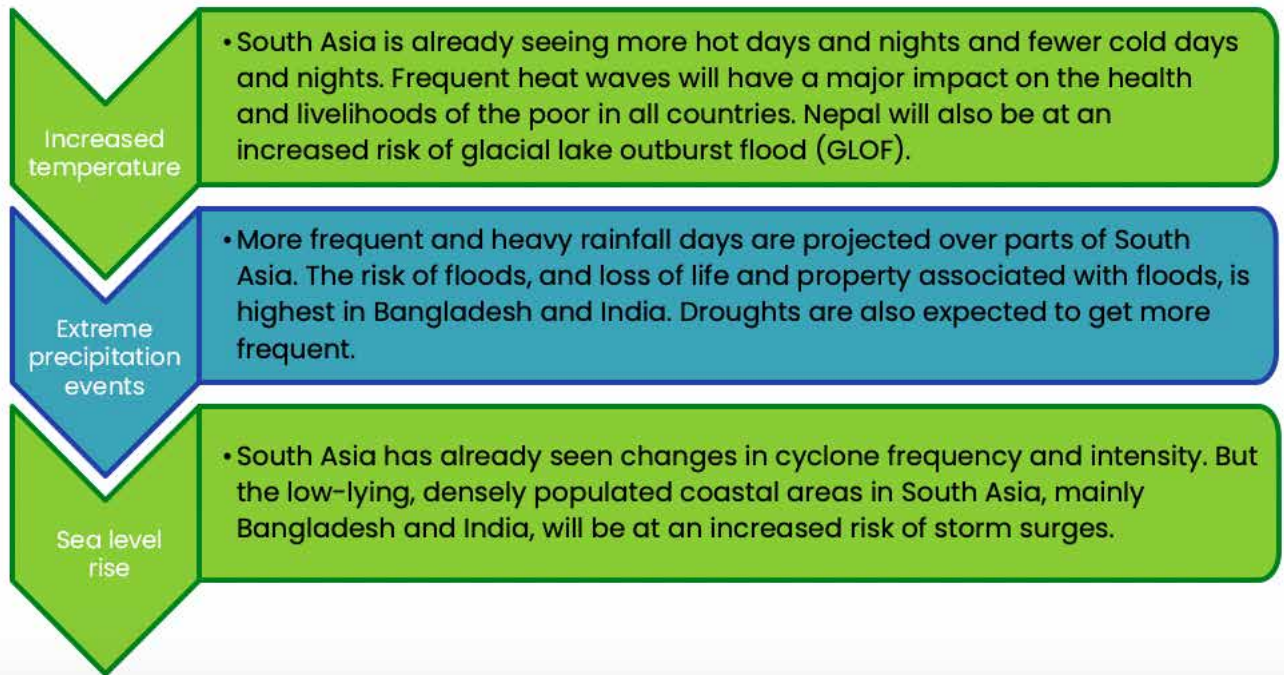 Increased
temperature
• South Asia is already seeing more hot days and nights and fewer cold days
and nights. Frequent heat waves will have a major impact on the health
and livelihoods of the poor in all countries. Nepal will also be at an
increased risk of glacial lake outburst flood (GLOF).
Extreme
precipitation
events
• More frequent and heavy rainfall days are projected over parts of South
Asia. The risk of floods, and loss of life and property associated with floods, is
highest in Bangladesh and India. Droughts are also expected to get more
frequent.
Sea level
rise
• South Asia has already seen changes in cyclone frequency and intensity. But
the low-lying, densely populated coastal areas in South Asia, mainly
Bangladesh and India, will be at an increased risk of storm surges.